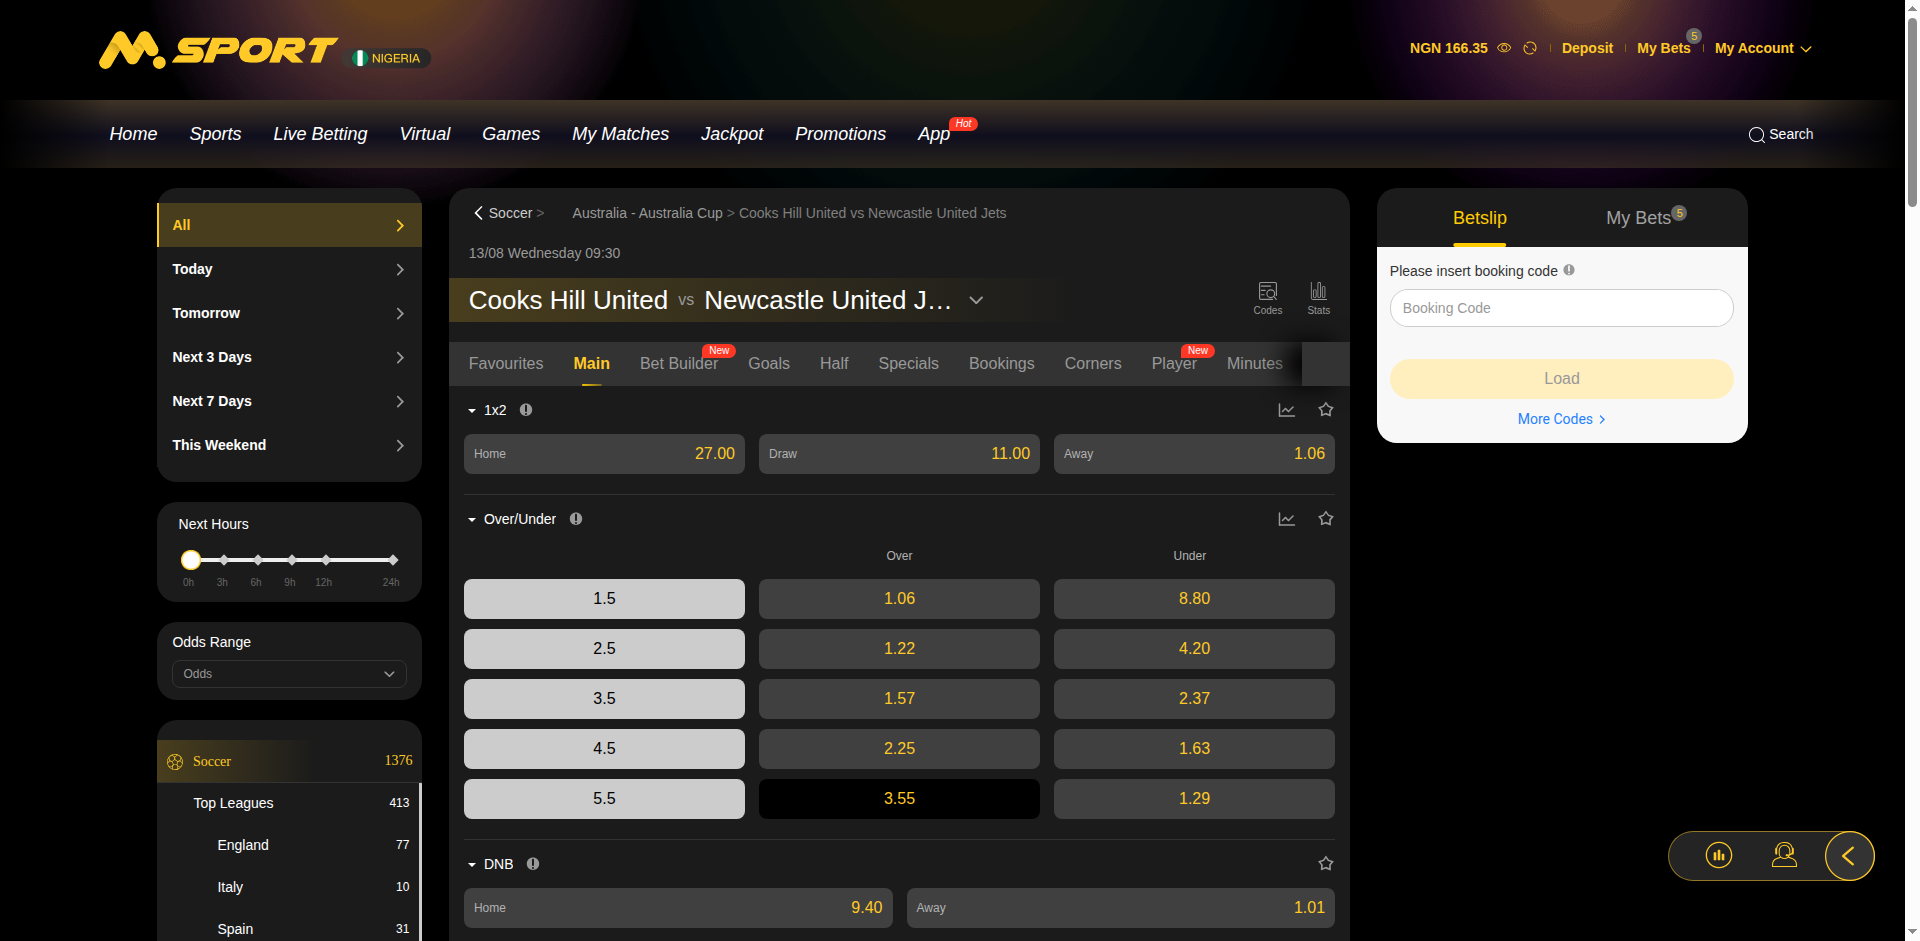 M.SPORT
NIGERIA
NGN 166.35
Deposit
My Bets 5
My Account
Home Sports Live Betting Virtual Games My Matches Jackpot Promotions App Hot
Search
All
Today
Tomorrow
Next 3 Days
Next 7 Days
This Weekend
Next Hours
0h 3h 6h 9h 12h 24h
Odds Range
Odds
Soccer 1376
Top Leagues 413
England 77
Italy 10
Spain 31
Soccer > Australia - Australia Cup > Cooks Hill United vs Newcastle United Jets
13/08 Wednesday 09:30
Cooks Hill United vs Newcastle United J...
Codes Stats
Favourites Main Bet Builder New Goals Half Specials Bookings Corners Player New Minutes
1x2
Home 27.00 Draw 11.00 Away 1.06
Over/Under
Over Under
1.5 1.06 8.80
2.5 1.22 4.20
3.5 1.57 2.37
4.5 2.25 1.63
5.5 3.55 1.29
DNB
Home 9.40 Away 1.01
Betslip My Bets 5
Please insert booking code
Booking Code
Load
More Codes >